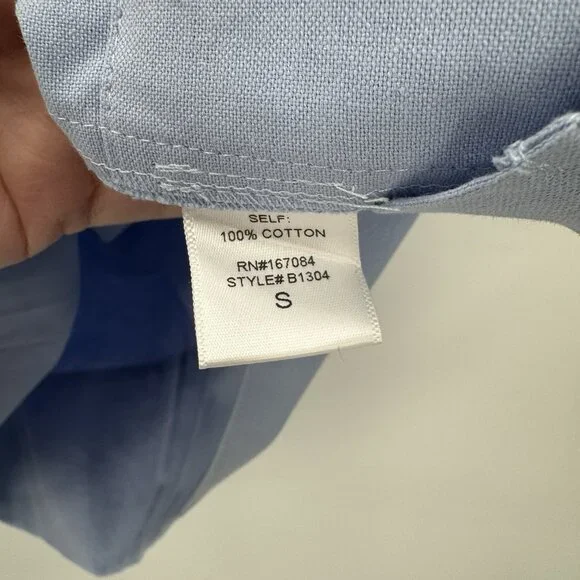 SELF:
100% COTTON
RN#167084
STYLE# B1304
S